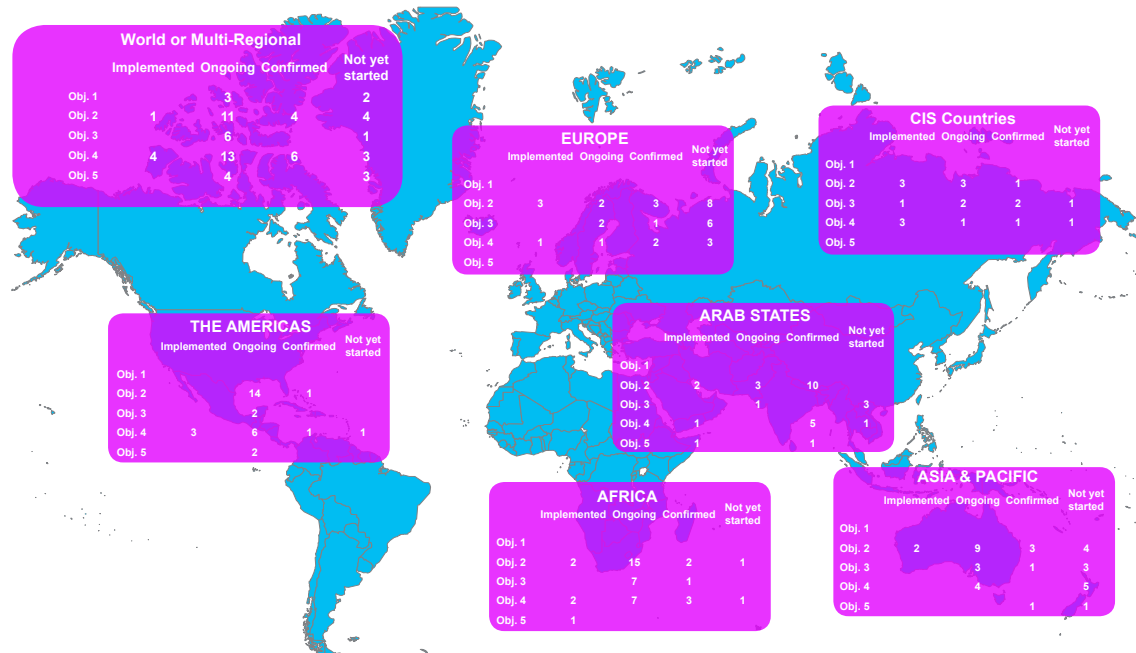 World or Multi-Regional
Implemented Ongoing Confirmed Not yet started
Obj. 1 3 2
Obj. 2 1 11 4 4
Obj. 3 6 1
Obj. 4 4 13 6 3
Obj. 5 4 3
EUROPE
Implemented Ongoing Confirmed Not yet started
Obj. 1
Obj. 2 3 2 3 8
Obj. 3 2 1 6
Obj. 4 1 1 2 3
Obj. 5
CIS Countries
Implemented Ongoing Confirmed Not yet started
Obj. 1
Obj. 2 3 3 1
Obj. 3 1 2 2 1
Obj. 4 3 1 1 1
Obj. 5
THE AMERICAS
Implemented Ongoing Confirmed Not yet started
Obj. 1
Obj. 2 14 1
Obj. 3 2
Obj. 4 3 6 1 1
Obj. 5 2
ARAB STATES
Implemented Ongoing Confirmed Not yet started
Obj. 1
Obj. 2 2 3 10
Obj. 3 1 3
Obj. 4 1 5 1
Obj. 5 1 1
AFRICA
Implemented Ongoing Confirmed Not yet started
Obj. 1
Obj. 2 2 15 2 1
Obj. 3 7 1
Obj. 4 2 7 3 1
Obj. 5 1
ASIA & PACIFIC
Implemented Ongoing Confirmed Not yet started
Obj. 1
Obj. 2 2 9 3 4
Obj. 3 3 1 3
Obj. 4 4 5
Obj. 5 1 1